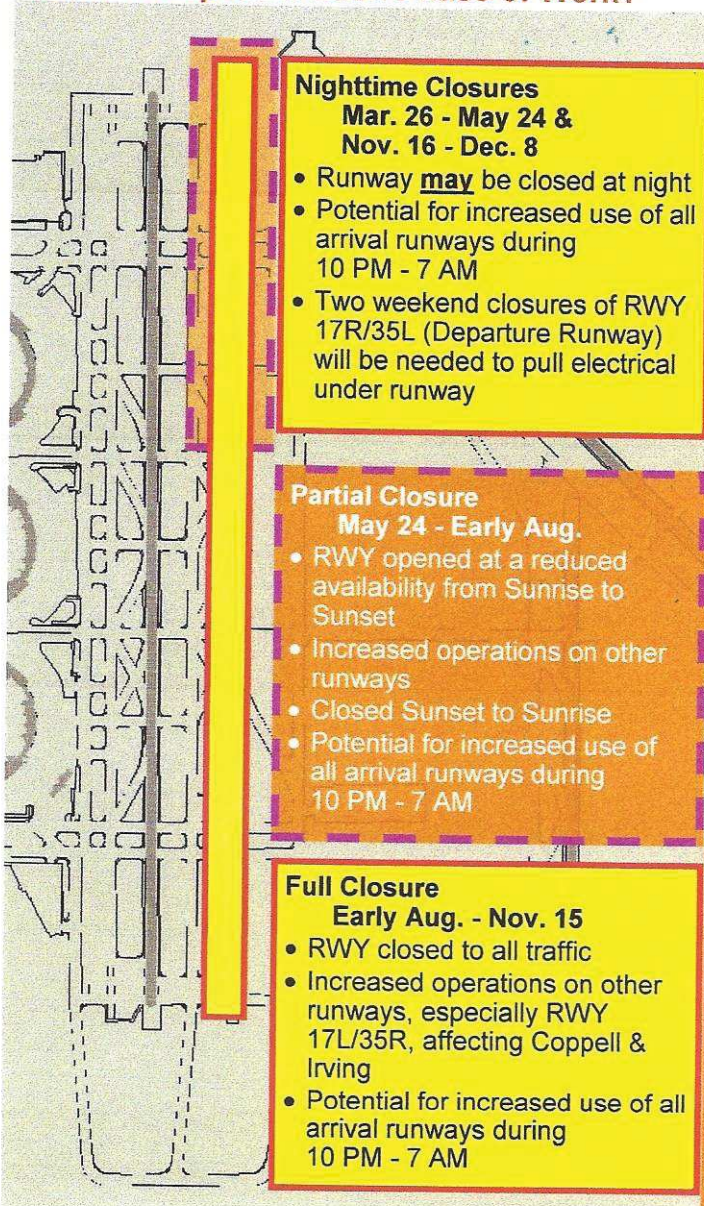 Nighttime Closures
Mar. 26 - May 24 &
Nov. 16 - Dec. 8
• Runway may be closed at night
• Potential for increased use of all
arrival runways during
10 PM - 7 AM
• Two weekend closures of RWY
17R/35L (Departure Runway)
will be needed to pull electrical
under runway
Partial Closure
May 24 - Early Aug.
• RWY opened at a reduced
availability from Sunrise to
Sunset
• Increased operations on other
runways
• Closed Sunset to Sunrise
• Potential for increased use of
all arrival runways during
10 PM - 7 AM
Full Closure
Early Aug. - Nov. 15
• RWY closed to all traffic
• Increased operations on other
runways, especially RWY
17L/35R, affecting Coppell &
Irving
• Potential for increased use of all
arrival runways during
10 PM - 7 AM